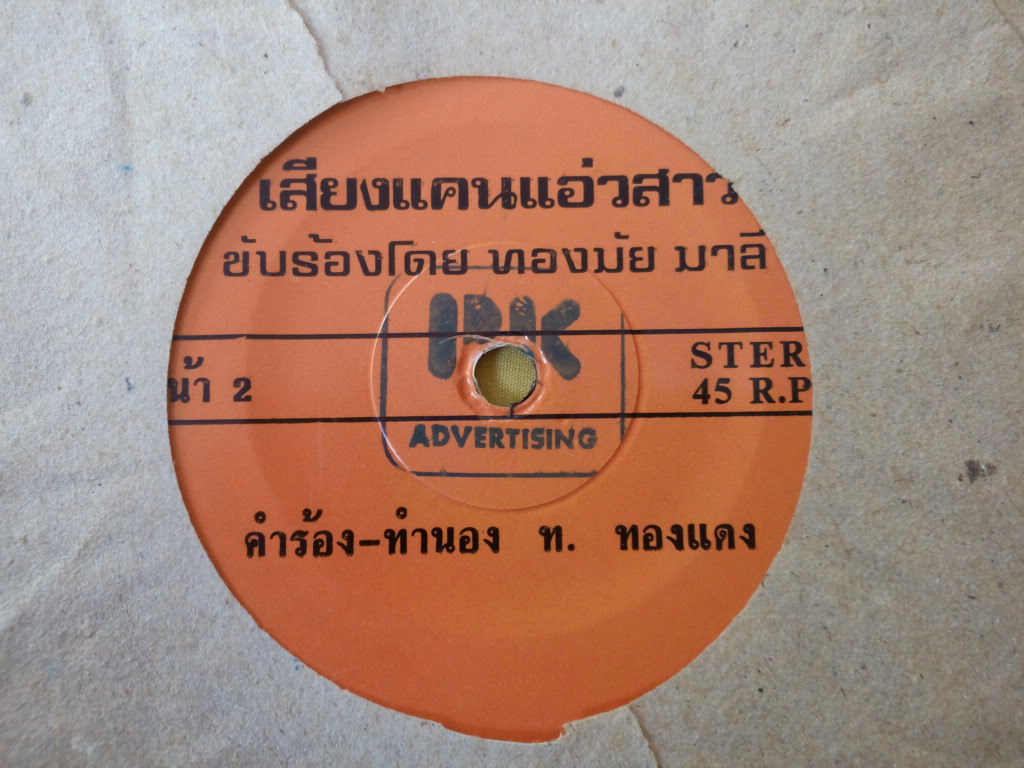 เสียงแคนแอ่วสาว
ขับร้องโดย ทองมัย มาลี
น้า 2
STER
45 R.P
ADVERTISING
คำร้อง-ทำนอง ท. ทองแดง